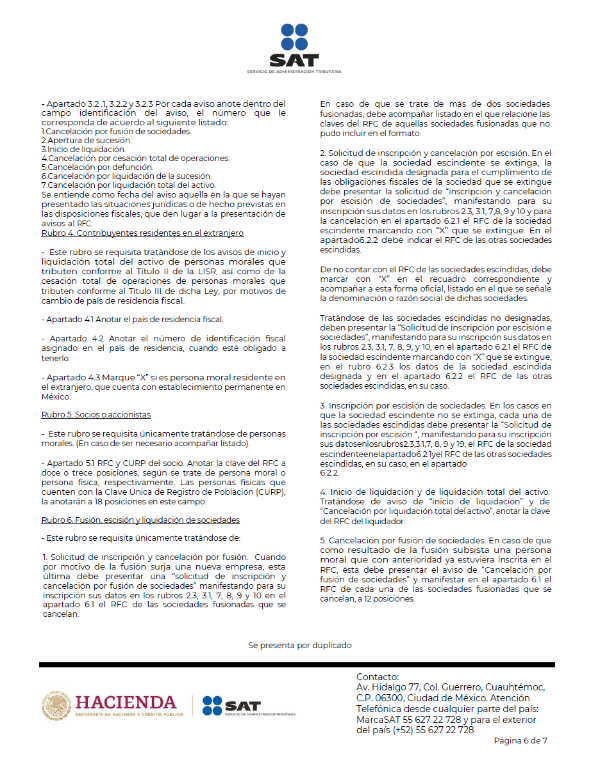 SAT
SERVICIO DE ADMINISTRACIÓN TRIBUTARIA
- Apartado 3.2 .1, 3.2.2 y 3.2.3 Por cada aviso anote dentro del
campo identificación del aviso, el número que le
corresponda de acuerdo al siguiente listado:
1.Cancelación por fusión de sociedades.
2.Apertura de sucesión.
3.Inicio de liquidación.
4.Cancelación por cesación total de operaciones.
5.Cancelación por defunción.
6.Cancelación por liquidación de la sucesión.
7.Cancelación por liquidación total del activo.
Se entiende como fecha del aviso aquella en la que se hayan
presentado las situaciones jurídicas o de hecho previstas en
las disposiciones fiscales, que den lugar a la presentación de
avisos al RFC.
Rubro 4. Contribuyentes residentes en el extranjero
- Este rubro se requisita tratándose de los avisos de inicio y
liquidación total del activo de personas morales que
tributen conforme al Titulo II de la LISR, así como de la
cesación total de operaciones de personas morales que
tributen conforme al Titulo III de dicha Ley, por motivos de
cambio de país de residencia fiscal.
- Apartado 4.1 Anotar el país de residencia fiscal.
- Apartado 4.2 Anotar el número de identificación fiscal
asignado en el país de residencia, cuando esté obligado a
tenerlo.
- Apartado 4.3 Marque “X” si es persona moral residente en
el extranjero, que cuenta con establecimiento permanente en
México.
Rubro 5. Socios o accionistas
- Este rubro se requisita únicamente tratándose de personas
morales. (En caso de ser necesario acompañar listado).
- Apartado 5.1 RFC y CURP del socio. Anotar la clave del RFC a
doce o trece posiciones, según se trate de persona moral o
persona física, respectivamente. Las personas físicas que
cuenten con la Clave Única de Registro de Población (CURP),
la anotarán a 18 posiciones en este campo.
Rubro 6. Fusión, escisión y liquidación de sociedades
- Este rubro se requisita únicamente tratándose de:
1. Solicitud de inscripción y cancelación por fusión. Cuando
por motivo de la fusión surja una nueva empresa, esta
última debe presentar una “solicitud de inscripción y
cancelación por fusión de sociedades” manifestando para su
inscripción sus datos en los rubros 2.3, 3.1, 7, 8, 9 y 10 en el
apartado 6.1 el RFC de las sociedades fusionadas que se
cancelan.
En caso de que se trate de más de dos sociedades
fusionadas, debe acompañar listado en el que relacione las
claves del RFC de aquellas sociedades fusionadas que no
pudo incluir en el formato.
2. Solicitud de inscripción y cancelación por escisión. En el
caso de que la sociedad escindente se extinga, la
sociedad escindida designada para el cumplimiento de
las obligaciones fiscales de la sociedad que se extingue
debe presentar la solicitud de “inscripción y cancelación
por escisión de sociedades”, manifestando para su
inscripción sus datos en los rubros 2.3, 3.1, 7,8, 9 y 10 y para
la cancelación en el apartado 6.2.1 el RFC de la sociedad
escindente marcando con “X” que se extingue. En el
apartado6.2.2 debe indicar el RFC de las otras sociedades
escindidas.
De no contar con el RFC de las sociedades escindidas, debe
marcar con “X” en el recuadro correspondiente y
acompañar a esta forma oficial, listado en el que se señale
la denominación o razón social de dichas sociedades.
Tratándose de las sociedades escindidas no designadas,
deben presentar la “Solicitud de inscripción por escisión e
sociedades”, manifestando para su inscripción sus datos en
los rubros 2.3, 3.1, 7, 8, 9, y 10, en el apartado 6.2.1 el RFC de
la sociedad escindente marcando con “X” que se extingue,
en el rubro 6.2.3 los datos de la sociedad escindida
designada y en el apartado 6.2.2 el RFC de las otras
sociedades escindidas, en su caso.
3. Inscripción por escisión de sociedades. En los casos en
que la sociedad escindente no se extinga, cada una de
las sociedades escindidas debe presentar la “Solicitud de
inscripción por escisión ”, manifestando para su inscripción
sus datosenlosrubros2.3.3.1,7, 8, 9 y 19, el RFC de la sociedad
escindenteenelapartado6.2.1yel RFC de las otras sociedades
escindidas, en su caso, en el apartado
6.2.2.
4. Inicio de liquidación y de liquidación total del activo.
Tratándose de aviso de “inicio de liquidación” y de
“Cancelación por liquidación total del activo”, anotar la clave
del RFC del liquidador.
5. Cancelación por fusión de sociedades. En caso de que
como resultado de la fusión subsista una persona
moral que con anterioridad ya estuviera inscrita en el
RFC, ésta debe presentar el aviso de “Cancelación por
fusión de sociedades” y manifestar en el apartado 6.1 el
RFC de cada una de las sociedades fusionadas que se
cancelan, a 12 posiciones.
Se presenta por duplicado
HACIENDA
SECRETARÍA DE HACIENDA Y CRÉDITO PÚBLICO
SAT
SERVICIO DE ADMINISTRACIÓN TRIBUTARIA
Contacto:
Av. Hidalgo 77, Col. Guerrero, Cuauhtémoc,
C.P. 06300, Ciudad de México. Atención
Telefónica desde cualquier parte del país:
MarcaSAT 55 627 22 728 y para el exterior
del país (+52) 55 627 22 728
Página 6 de 7